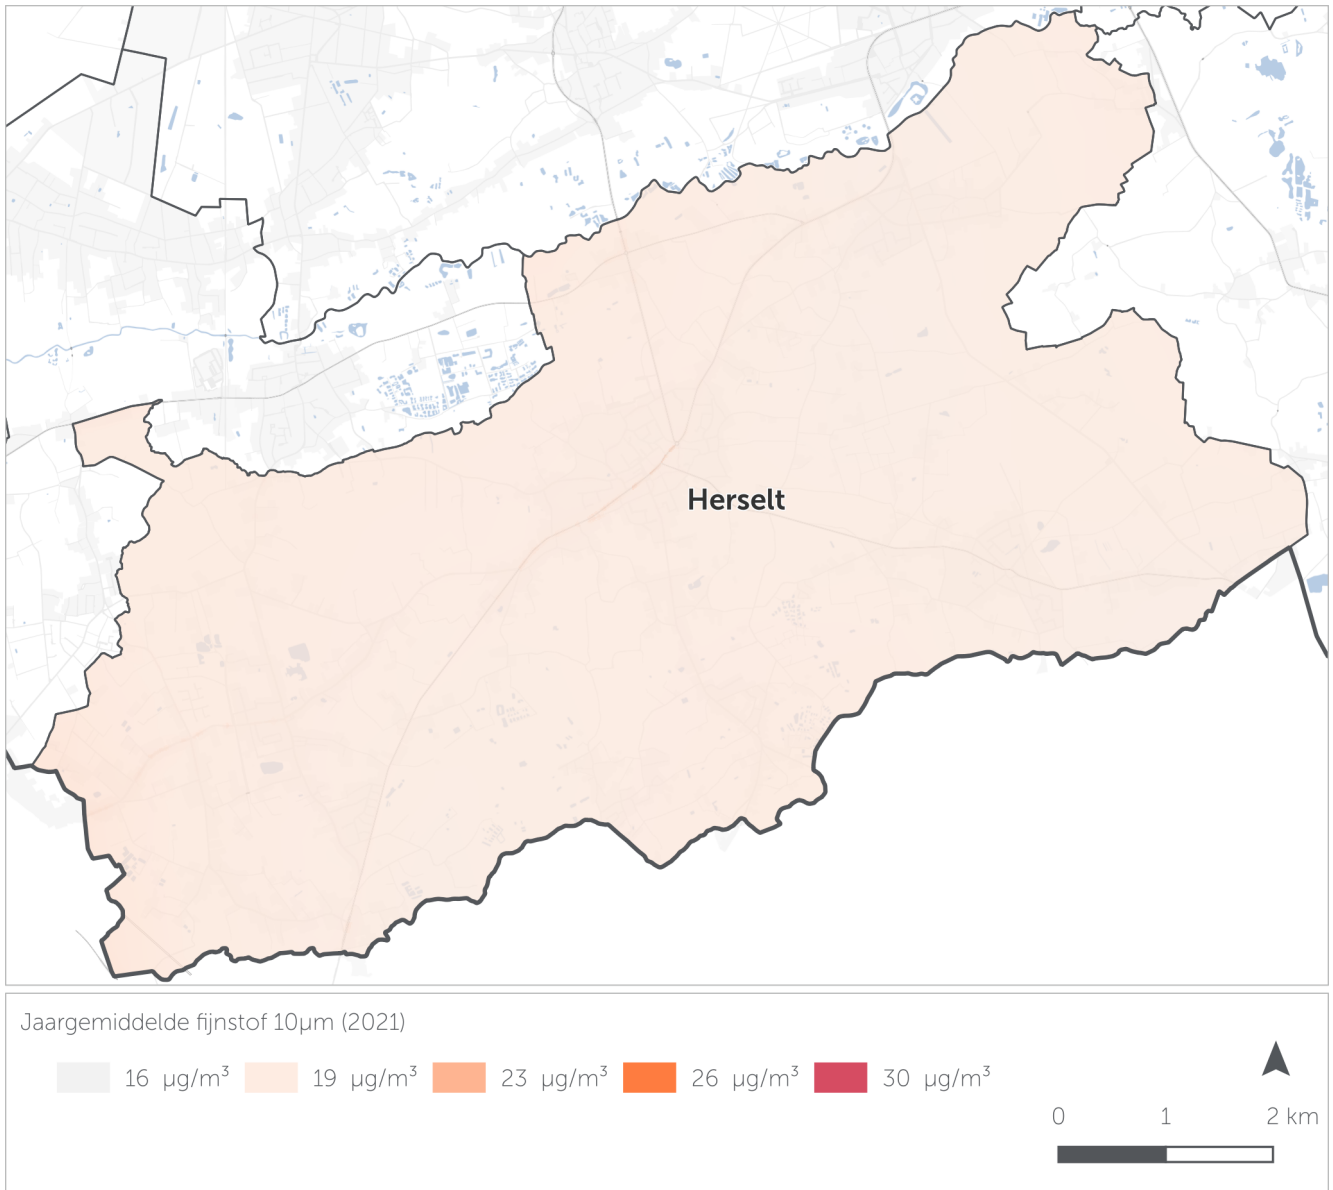 Herselt
Jaargemiddelde fijnstof 10µm (2021)
16 µg/m³ 19 µg/m³ 23 µg/m³ 26 µg/m³ 30 µg/m³
0 1 2 km